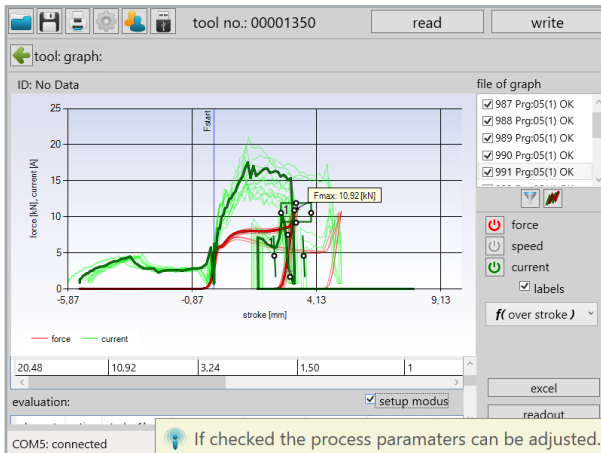 tool no.: 00001350
read
write
tool: graph:
ID: No Data
file of graph
987 Prg:05(1) OK
988 Prg:05(1) OK
989 Prg:05(1) OK
990 Prg:05(1) OK
991 Prg:05(1) OK
force [kN], current [A]
25
20
15
10
5
0
Fstart
1
1
Fmax: 10,92 [kN]
-5,87
-0,87
4,13
9,13
stroke [mm]
force
current
force
speed
current
labels
f( over stroke )
20,48
10,92
3,24
1,50
1
evaluation:
setup modus
excel
readout
COM5: connected
If checked the process paramaters can be adjusted.